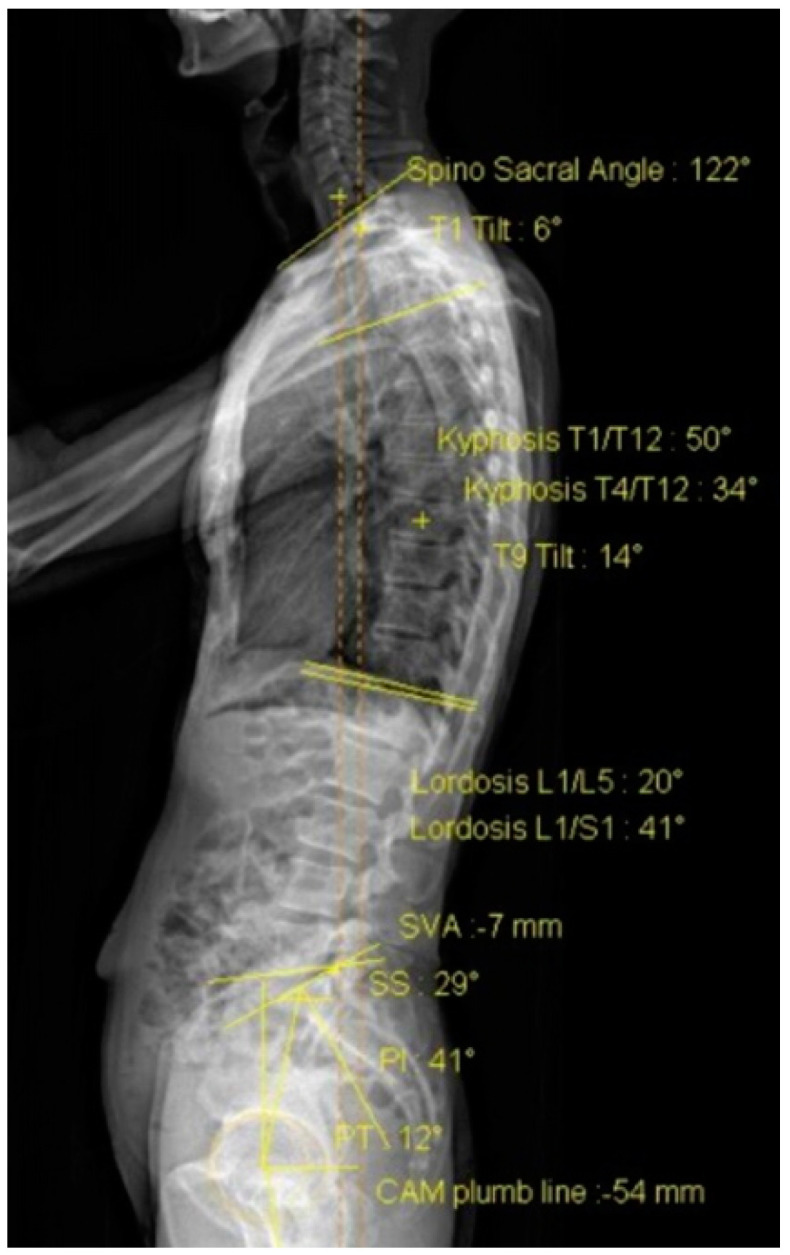 Spino Sacral Angle : 122°
T1 Tilt : 6°
Kyphosis T1/T12 : 50°
Kyphosis T4/T12 : 34°
T9 Tilt : 14°
Lordosis L1/L5 : 20°
Lordosis L1/S1 : 41°
SVA :-7 mm
SS : 29°
PI : 41°
PT : 12°
CAM plumb line :-54 mm